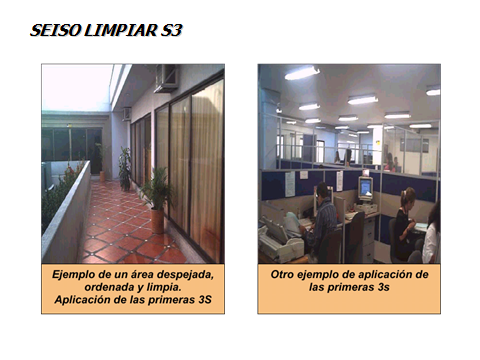 SEISO LIMPIAR S3
Ejemplo de un área despejada,
ordenada y limpia.
Aplicación de las primeras 3S
Otro ejemplo de aplicación de
las primeras 3s